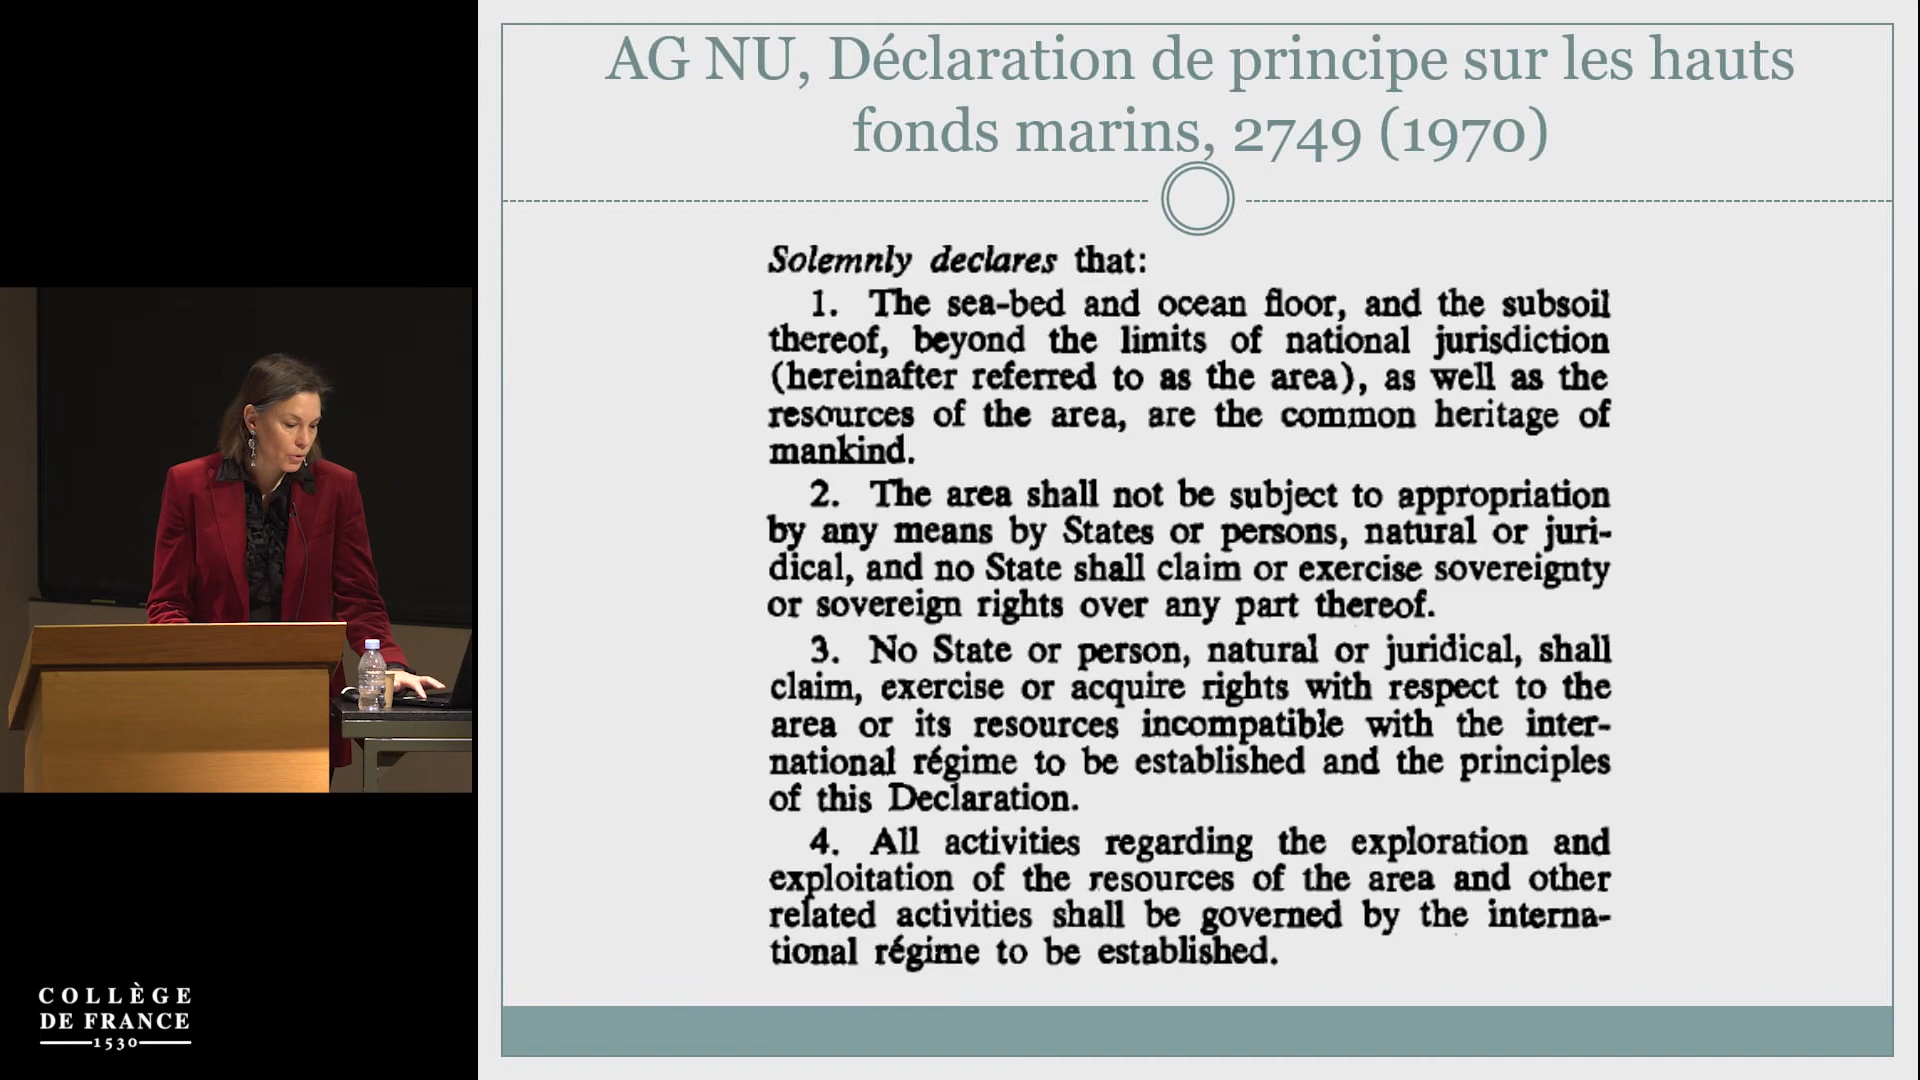 AG NU, Déclaration de principe sur les hauts
fonds marins, 2749 (1970)
Solemnly declares that:
1. The sea-bed and ocean floor, and the subsoil
thereof, beyond the limits of national jurisdiction
(hereinafter referred to as the area), as well as the
resources of the area, are the common heritage of
mankind.
2. The area shall not be subject to appropriation
by any means by States or persons, natural or juri-
dical, and no State shall claim or exercise sovereignty
or sovereign rights over any part thereof.
3. No State or person, natural or juridical, shall
claim, exercise or acquire rights with respect to the
area or its resources incompatible with the inter-
national régime to be established and the principles
of this Declaration.
4. All activities regarding the exploration and
exploitation of the resources of the area and other
related activities shall be governed by the interna-
tional régime to be established.
COLLÈGE
DE FRANCE
1530